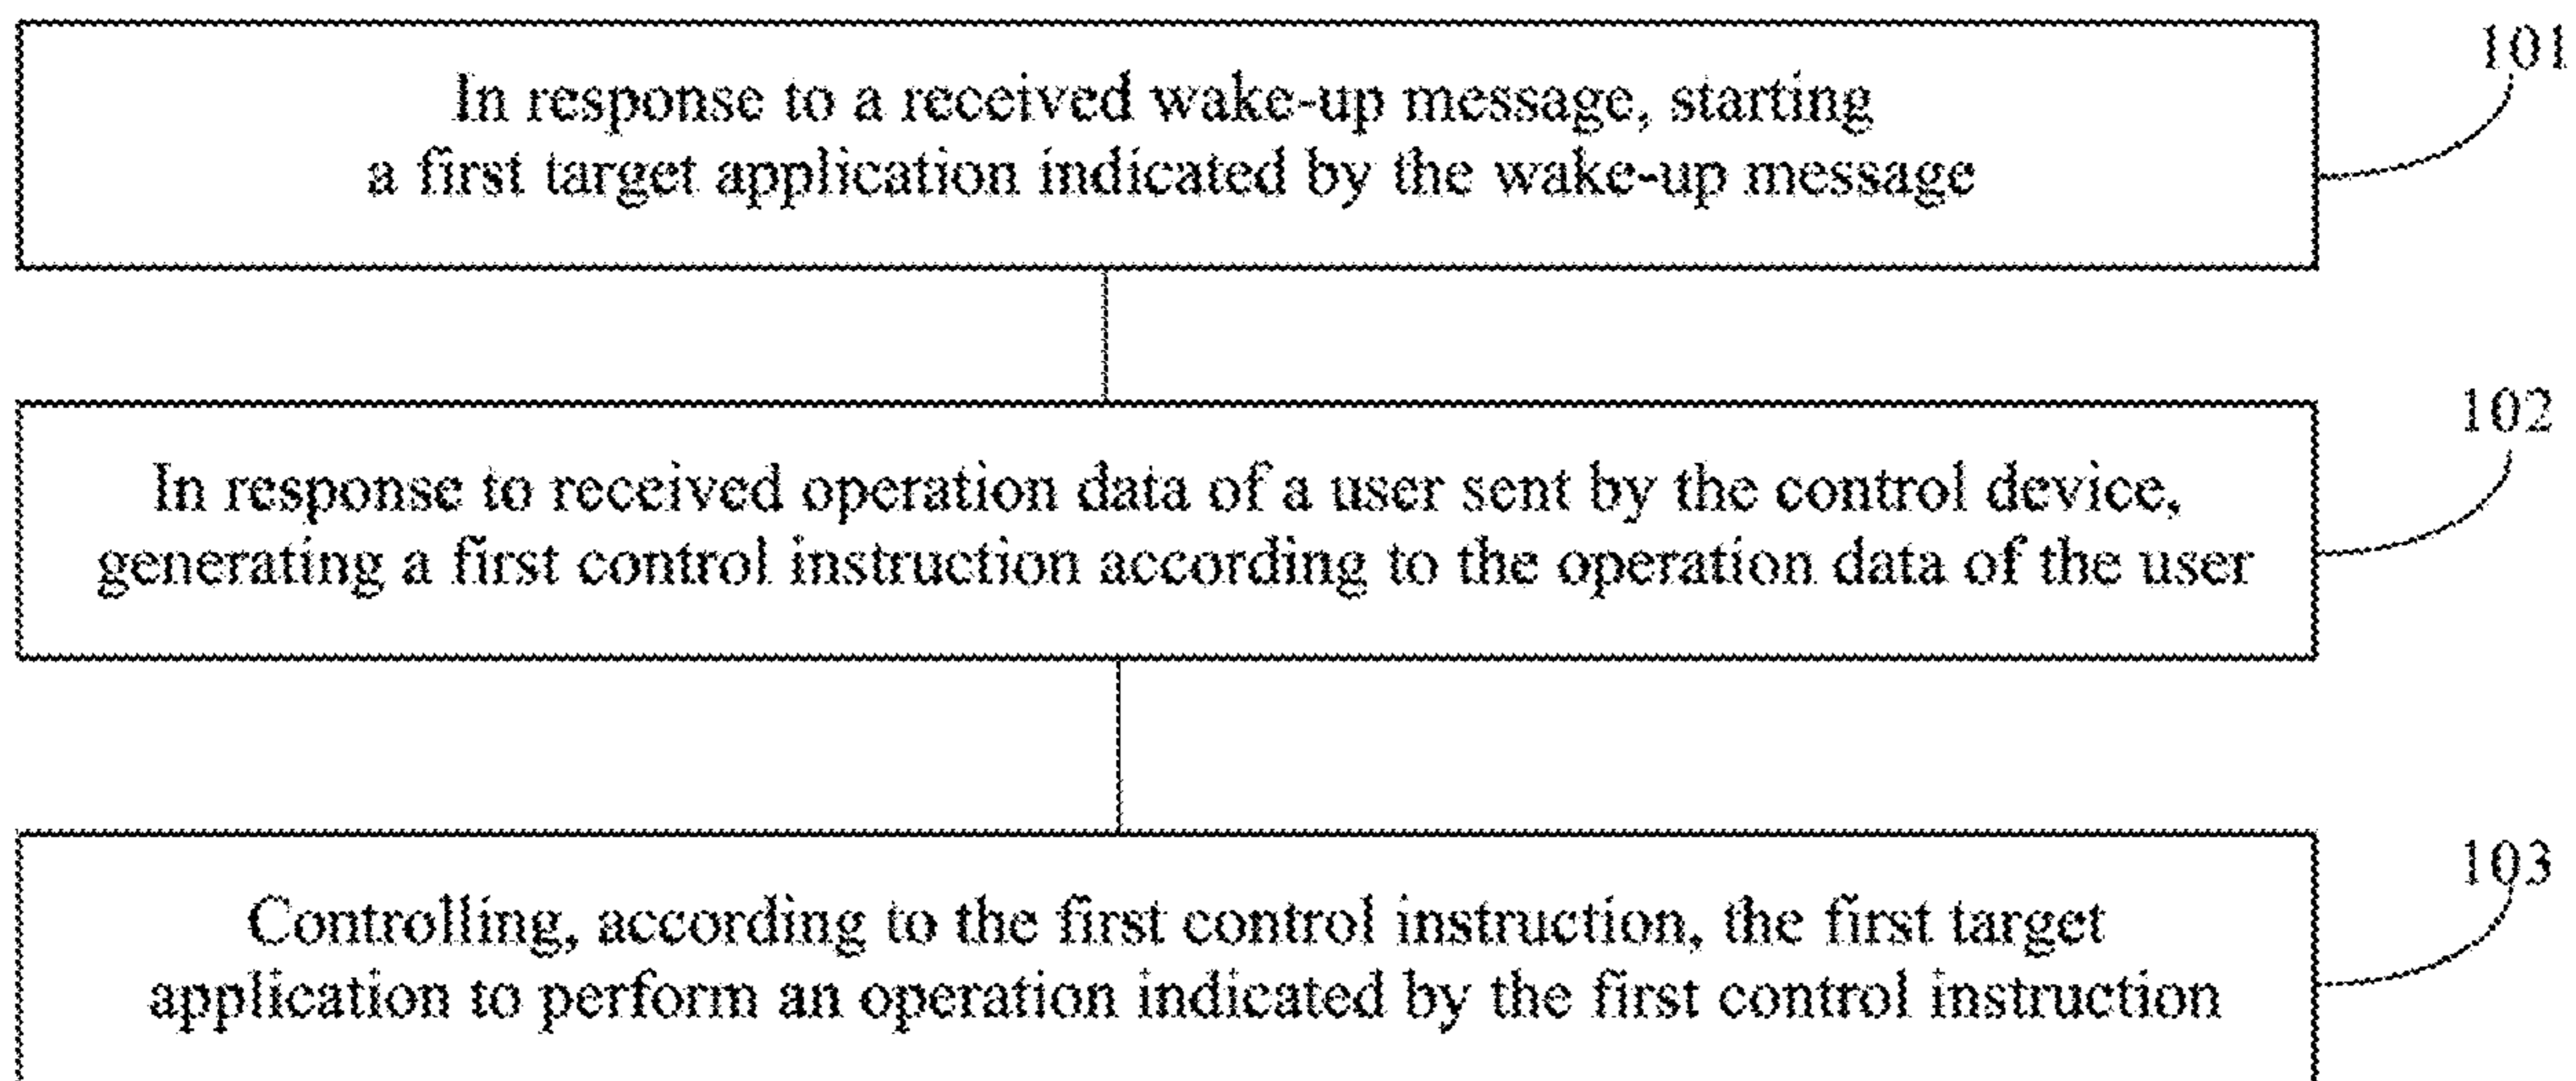 101
In response to a received wake-up message, starting
a first target application indicated by the wake-up message
102
In response to received operation data of a user sent by the control device,
generating a first control instruction according to the operation data of the user
103
Controlling, according to the first control instruction, the first target
application to perform an operation indicated by the first control instruction